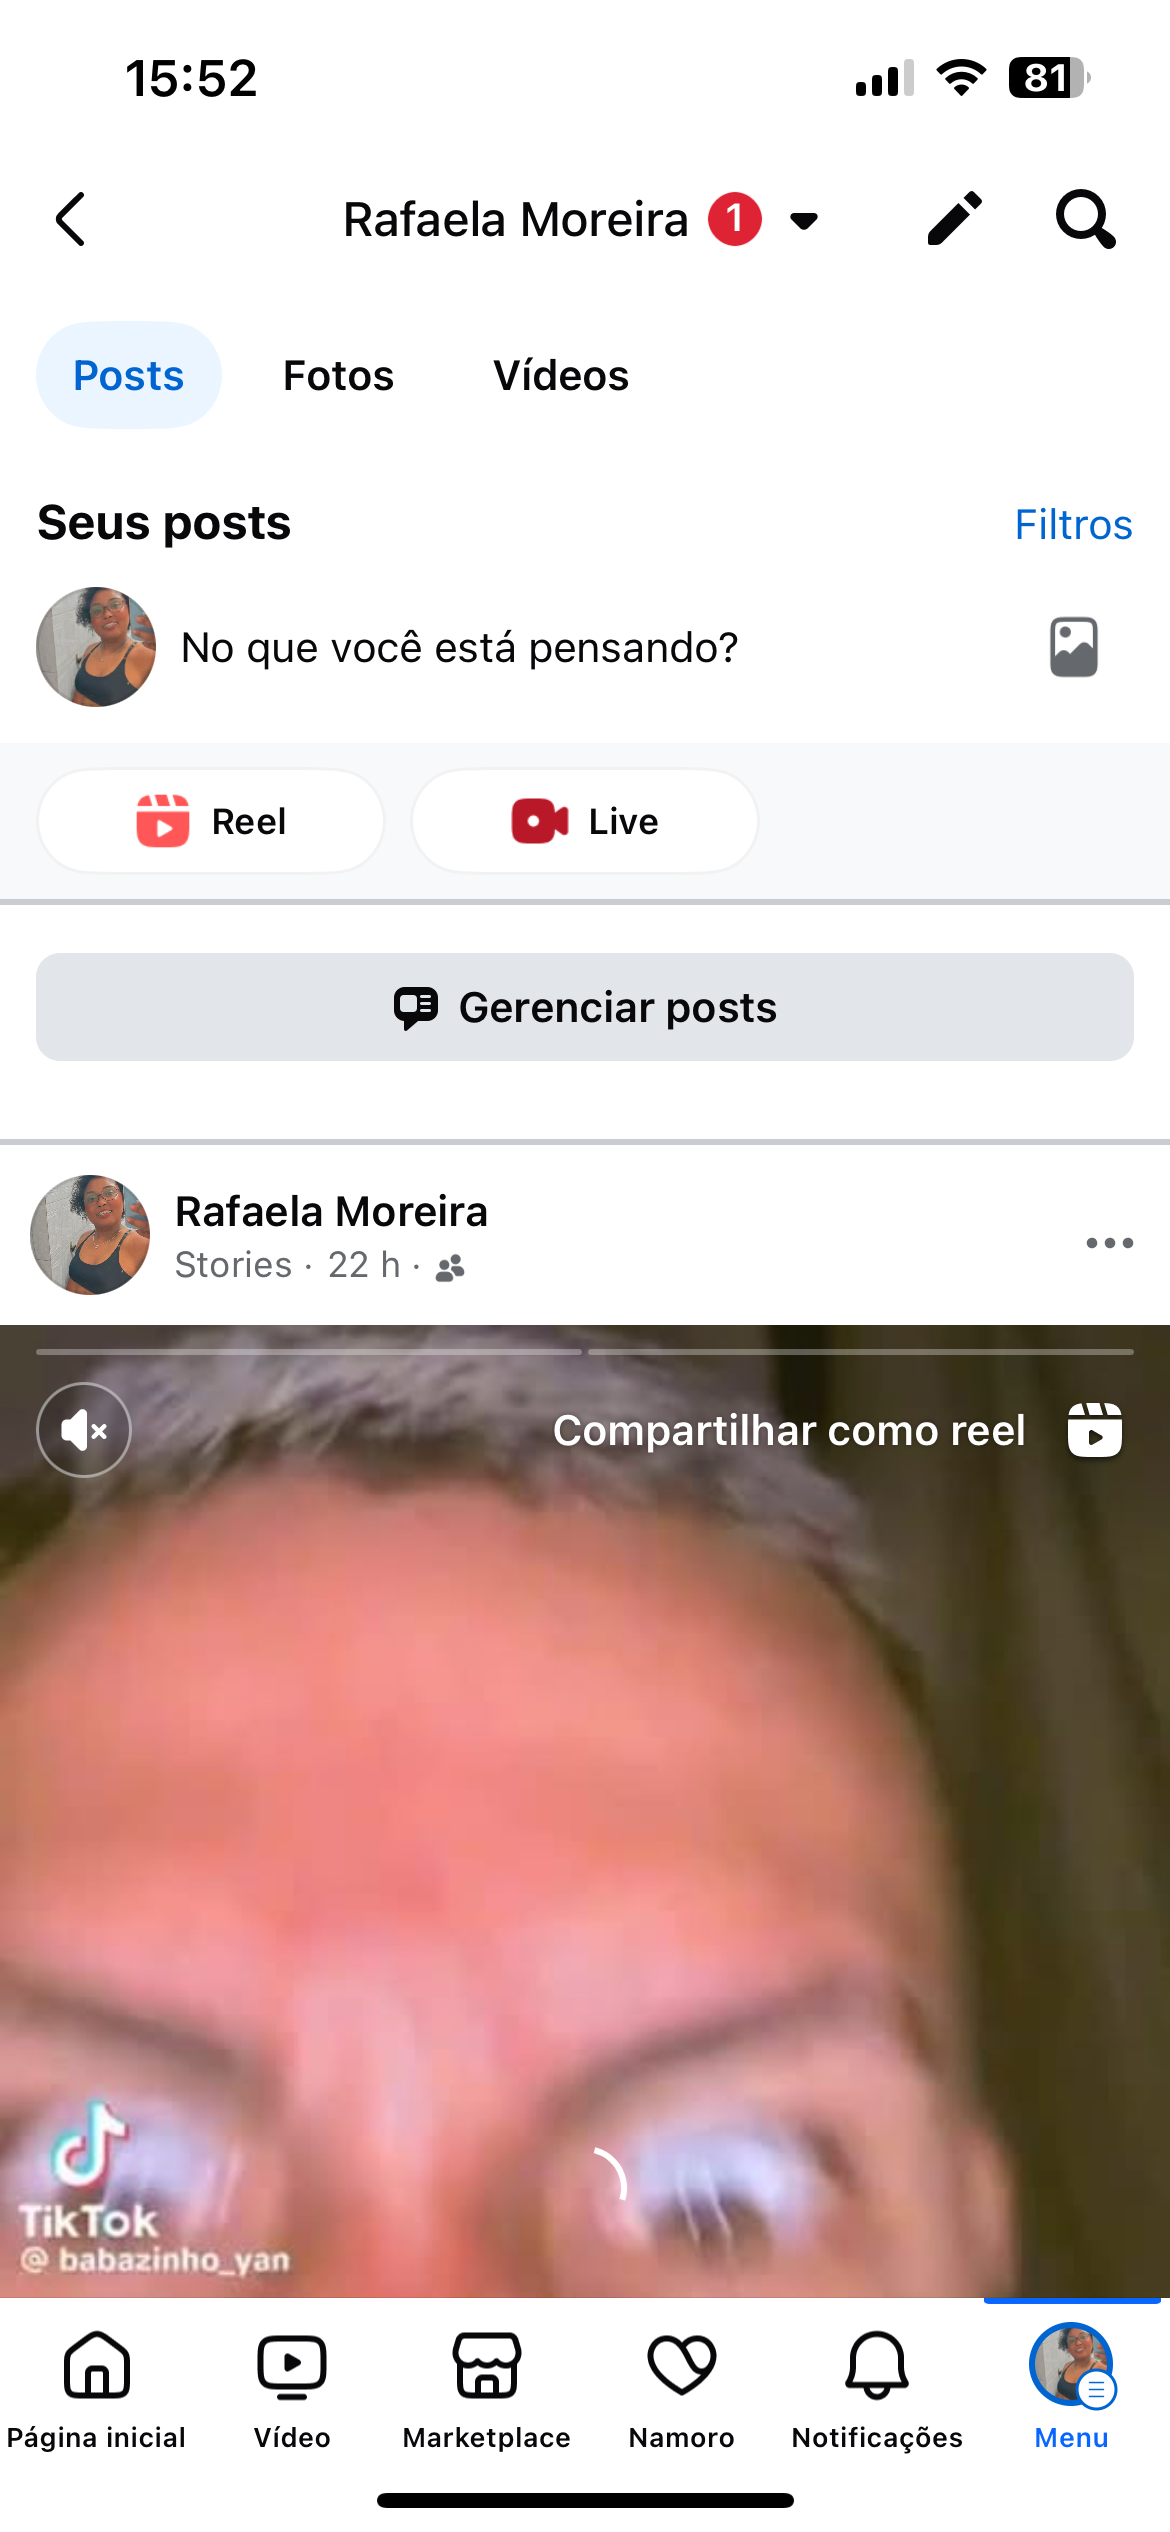 15:52
81
Rafaela Moreira 1
Posts Fotos Vídeos
Seus posts Filtros
No que você está pensando?
Reel Live
Gerenciar posts
Rafaela Moreira
Stories · 22 h ·
Compartilhar como reel
TikTok
@ babazinho_yan
Página inicial Vídeo Marketplace Namoro Notificações Menu